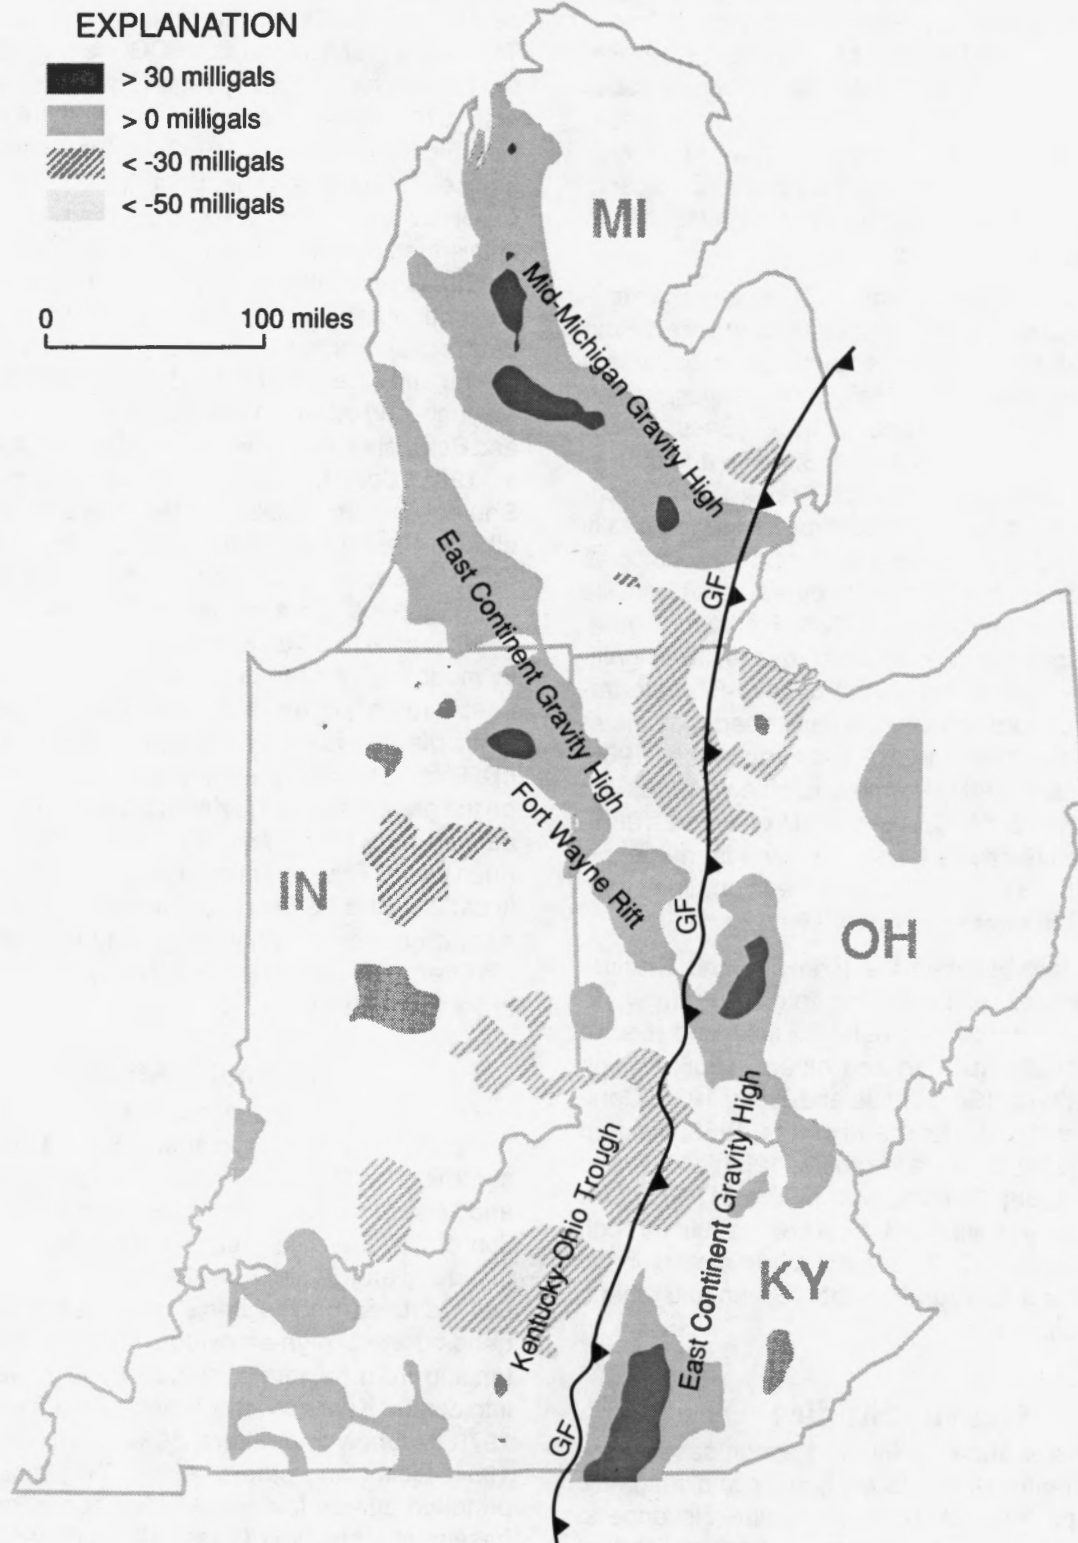 EXPLANATION
> 30 milligals
> 0 milligals
< -30 milligals
< -50 milligals
0 100 miles
MI
Mid-Michigan Gravity High
East Continent Gravity High
GF
Fort Wayne Rift
IN
GF
OH
Kentucky-Ohio Trough
East Continent Gravity High
KY
GF